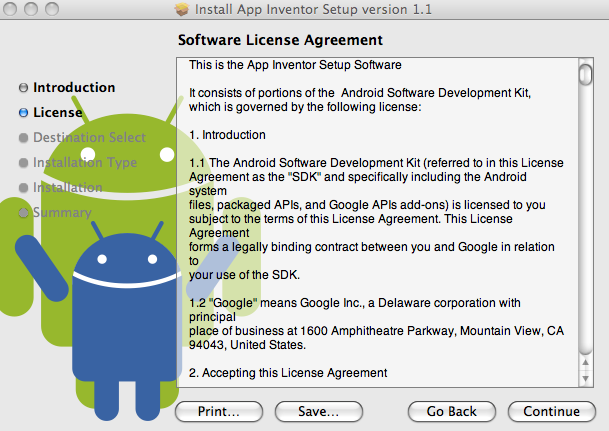 Install App Inventor Setup version 1.1
Software License Agreement
Introduction
License
Destination Select
Installation Type
Installation
Summary
This is the App Inventor Setup Software
It consists of portions of the Android Software Development Kit,
which is governed by the following license:
1. Introduction
1.1 The Android Software Development Kit (referred to in this License
Agreement as the "SDK" and specifically including the Android
system
files, packaged APIs, and Google APIs add-ons) is licensed to you
subject to the terms of this License Agreement. This License
Agreement
forms a legally binding contract between you and Google in relation
to
your use of the SDK.
1.2 "Google" means Google Inc., a Delaware corporation with
principal
place of business at 1600 Amphitheatre Parkway, Mountain View, CA
94043, United States.
2. Accepting this License Agreement
Print...
Save...
Go Back
Continue